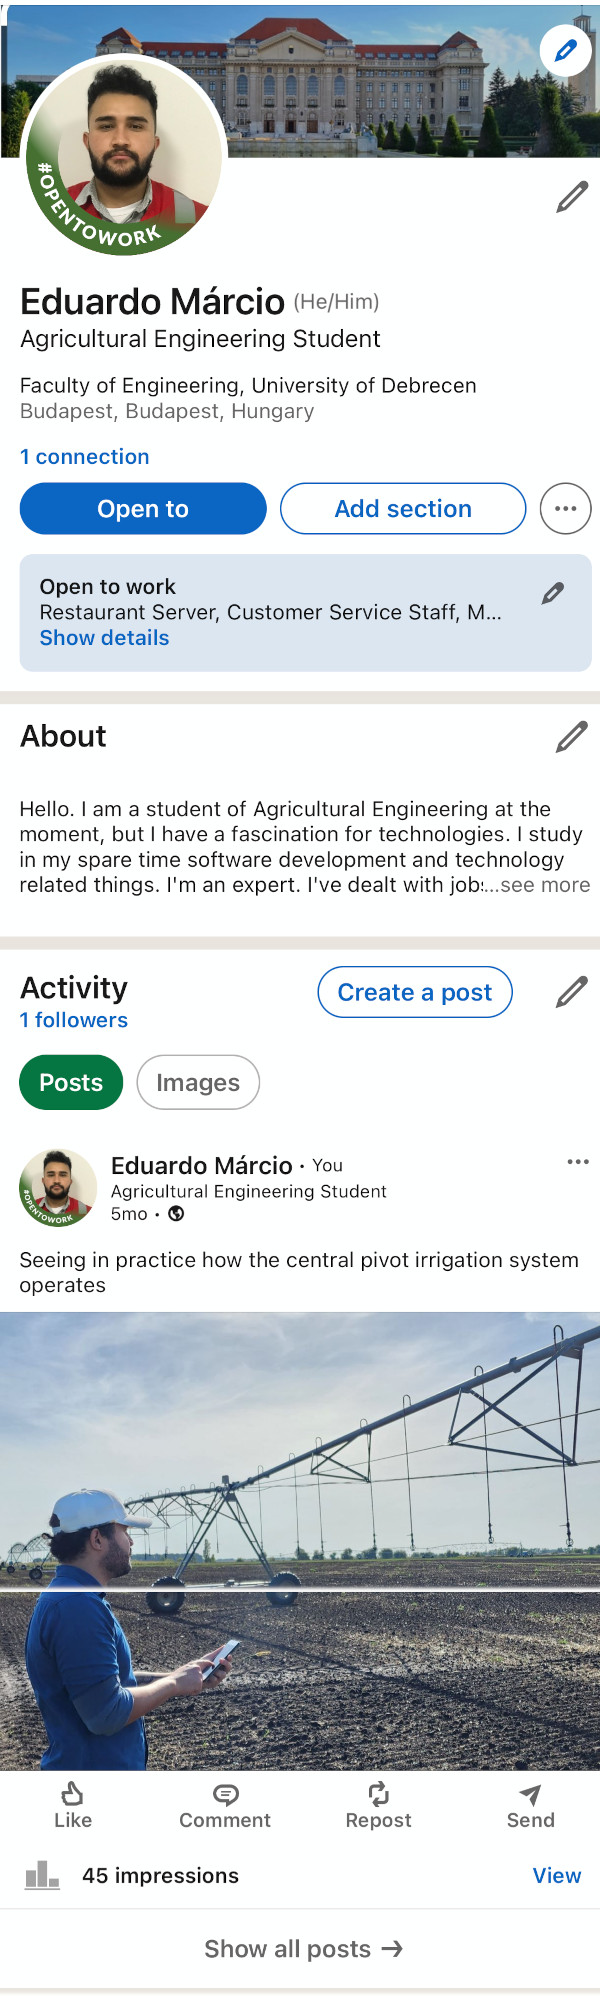 #OPENTOWORK
Eduardo Márcio (He/Him)
Agricultural Engineering Student
Faculty of Engineering, University of Debrecen
Budapest, Budapest, Hungary
1 connection
Open to
Add section
Open to work
Restaurant Server, Customer Service Staff, M...
Show details
About
Hello. I am a student of Agricultural Engineering at the
moment, but I have a fascination for technologies. I study
in my spare time software development and technology
related things. I'm an expert. I've dealt with job...see more
Activity
Create a post
1 followers
Posts
Images
Eduardo Márcio • You
Agricultural Engineering Student
5mo •
#OPENTOWORK
Seeing in practice how the central pivot irrigation system
operates
Like
Comment
Repost
Send
45 impressions
View
Show all posts →